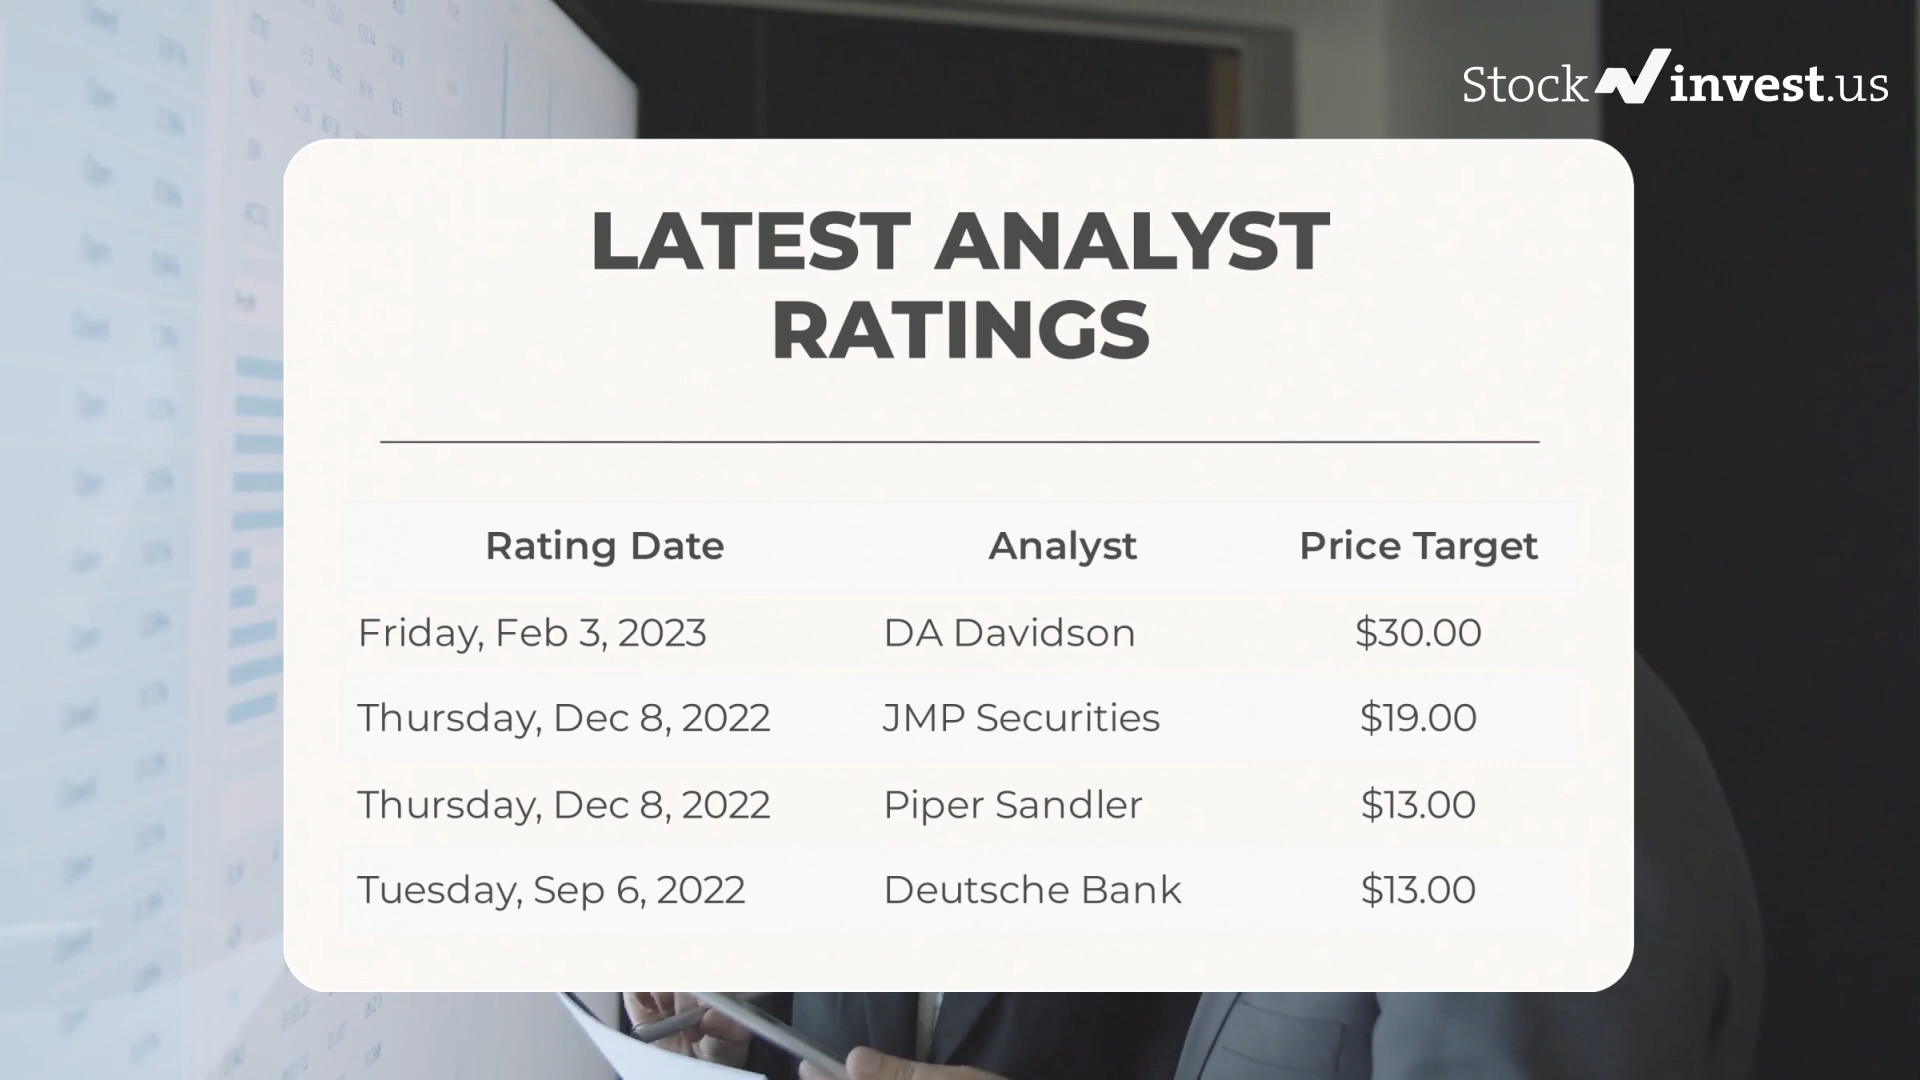 Stock invest.us
LATEST ANALYST
RATINGS
Rating Date Analyst Price Target
Friday, Feb 3, 2023 DA Davidson $30.00
Thursday, Dec 8, 2022 JMP Securities $19.00
Thursday, Dec 8, 2022 Piper Sandler $13.00
Tuesday, Sep 6, 2022 Deutsche Bank $13.00